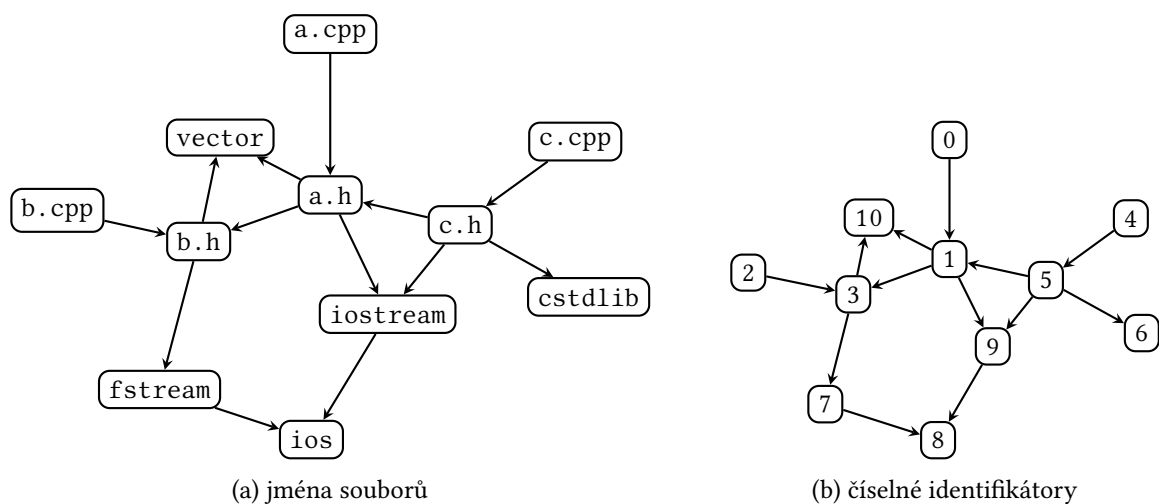 a.cpp
vector
c.cpp
a.h
b.cpp
c.h
b.h
cstdlib
iostream
fstream
ios
(a) jména souborů
0
10
4
1
2
5
3
6
9
7
8
(b) číselné identifikátory